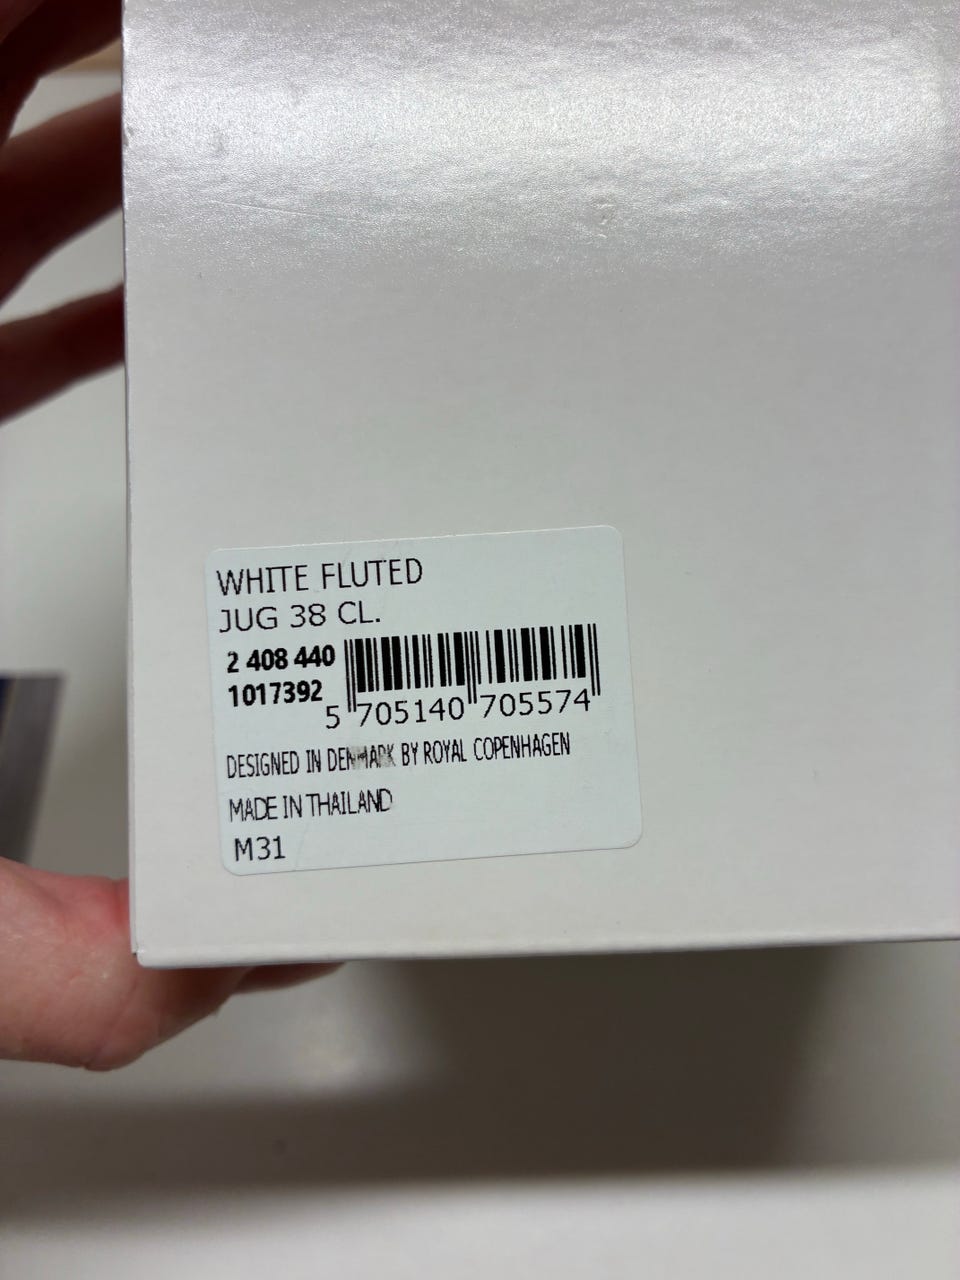 WHITE FLUTED
JUG 38 CL.
2 408 440
1017392
5 705140 705574
DESIGNED IN DENMARK BY ROYAL COPENHAGEN
MADE IN THAILAND
M31